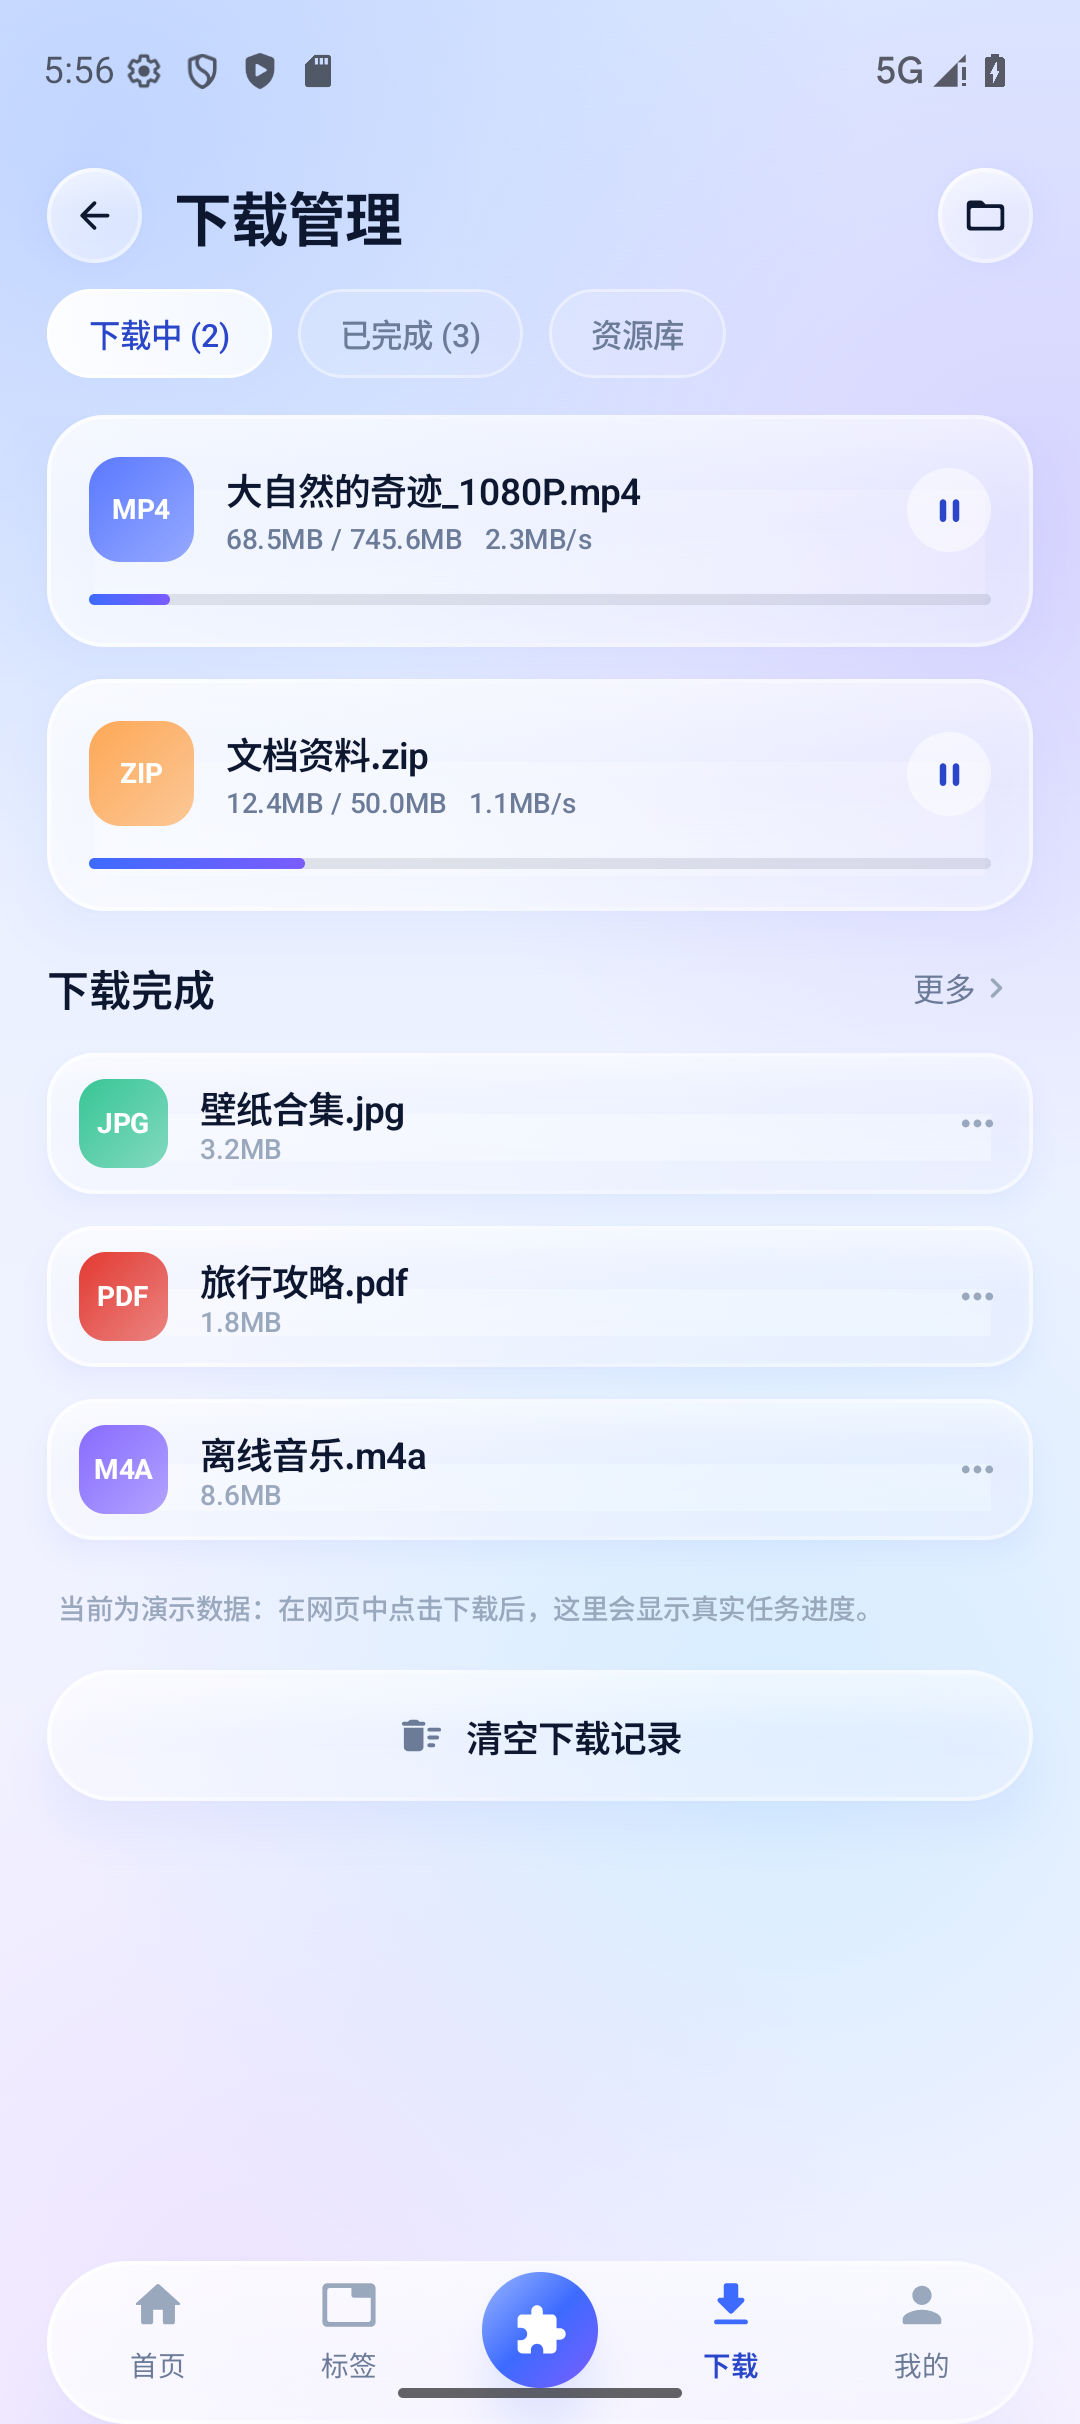 5:56
5G
下载管理
下载中 (2)
已完成 (3)
资源库
MP4
大自然的奇迹_1080P.mp4
68.5MB / 745.6MB 2.3MB/s
ZIP
文档资料.zip
12.4MB / 50.0MB 1.1MB/s
下载完成
更多
JPG
壁纸合集.jpg
3.2MB
PDF
旅行攻略.pdf
1.8MB
M4A
离线音乐.m4a
8.6MB
当前为演示数据：在网页中点击下载后，这里会显示真实任务进度。
清空下载记录
首页
标签
下载
我的